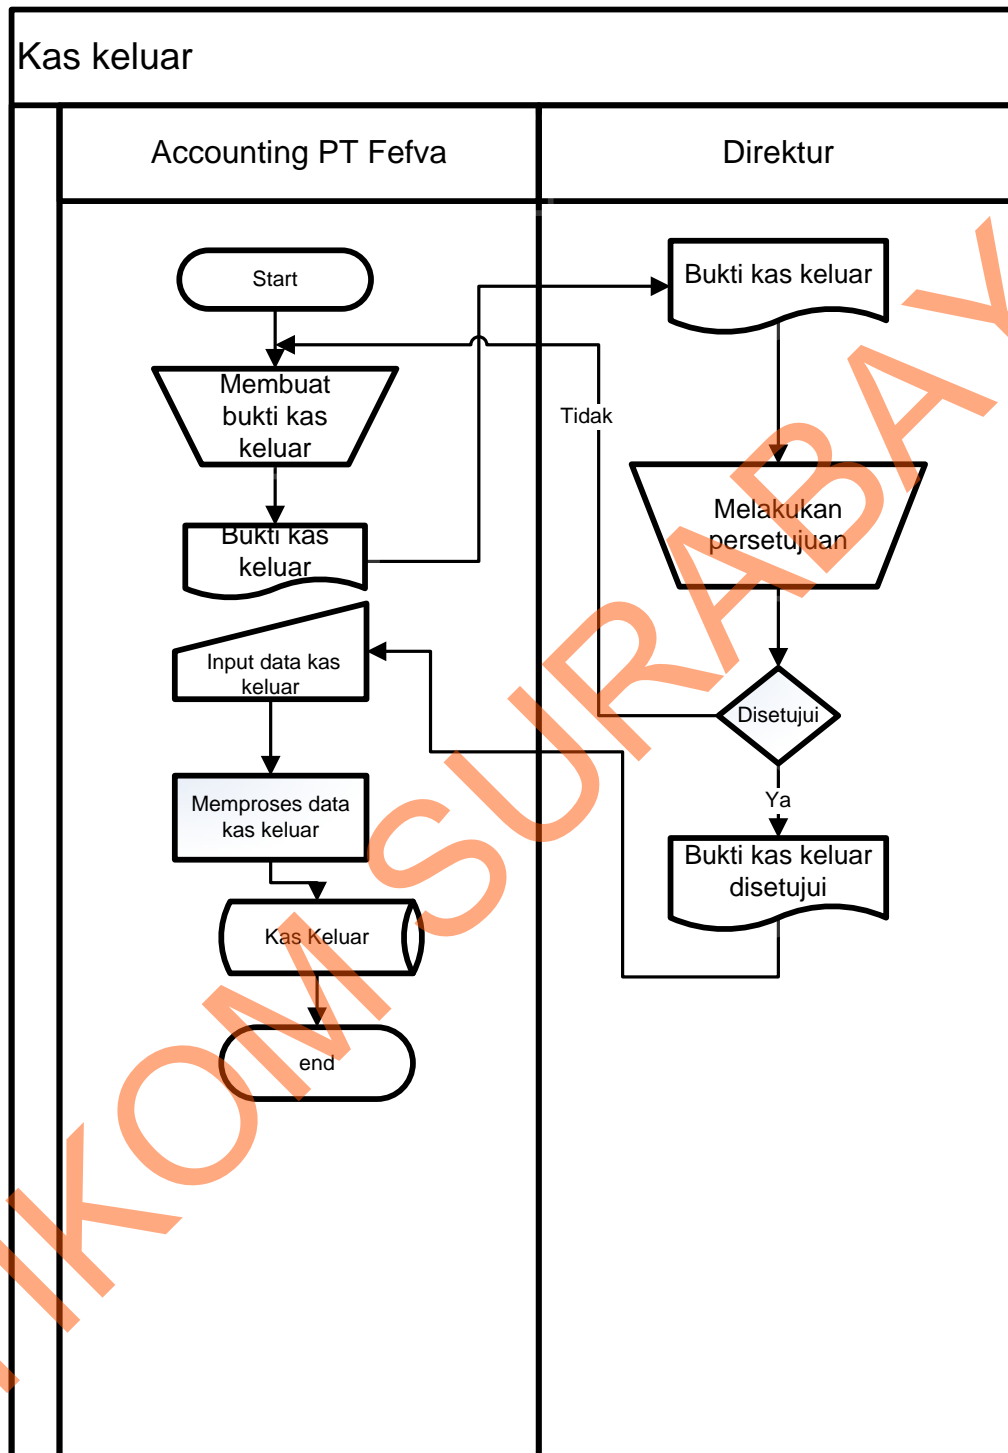 Kas keluar
Accounting PT Fefva
Direktur
Start
Membuat
bukti kas
keluar
Bukti kas
keluar
Bukti kas keluar
Melakukan
persetujuan
Disetujui
Tidak
Ya
Bukti kas keluar
disetujui
Input data kas
keluar
Memproses data
kas keluar
Kas Keluar
end
IKOM SURABAY